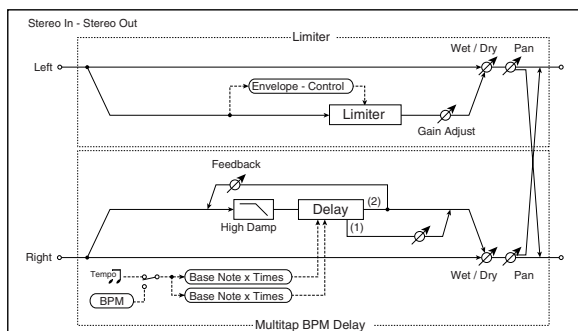 Stereo In - Stereo Out
Limiter
Wet / Dry
Pan
Left
Envelope - Control
Limiter
Gain Adjust
Feedback
High Damp
Delay
(2)
(1)
Right
Wet / Dry
Pan
Tempo
BPM
Base Note x Times
Base Note x Times
Multitap BPM Delay